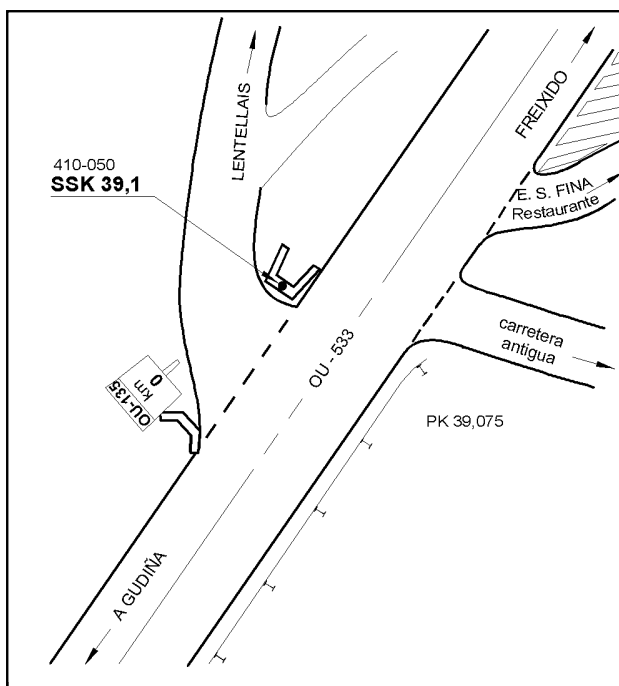 FREIXIDO
LENTELLAIS
410-050
SSK 39,1
E. S. FINA
Restaurante
carretera
antigua
OU - 533
OU-135
km 0
PK 39,075
A GUDIÑA